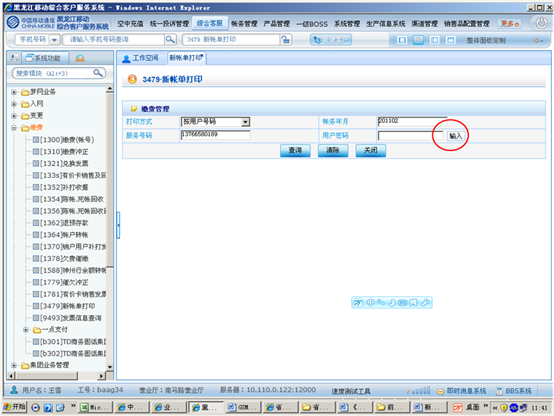 黑龙江移动综合客户服务系统 - Windows Internet Explorer
中国移动通信
CHINA MOBILE
黑龙江移动
综合客户服务系统
空中充值 统一投诉管理 综合客服 帐务管理 产品管理 一级BOSS 系统管理 生产信息系统 渠道管理 销售品配置管理 更多
手机号码 请输入手机号码查询 3479 新帐单打印 整体面板定制
系统功能 工作空间 新帐单打印
搜索模块 (Alt+3)
3479·新帐单打印
梦网业务
入网
变更
缴费
[1300]缴费(帐号)
[1310]缴费冲正
[1321]兑换发票
[133s]有价卡销售及回
[1352]补打收据
[1354]陈帐、死帐回收
[1356]陈帐、死帐回收
[1362]退预存款
[1364]帐户转帐
[1370]销户用户补打发
[1378]欠费催缴
[1588]神州行余额转帐
[1779]催欠冲正
[1781]有价卡销售发票
[3479]新帐单打印
[9493]发票信息查询
一点支付
[b301]TD商务固话集团
[b302]TD商务固话集团
集团业务管理
缴费管理
打印方式 按用户号码 帐务年月 201102
服务号码 13766580189 用户密码 输入
查询 清除 关闭
用户名：王雪 工号：baag34 营业厅：南马路营业厅 服务器：10.110.0.122:12000 速度测试工具 即时消息系统 BBS系统
开始 桌面 11:41